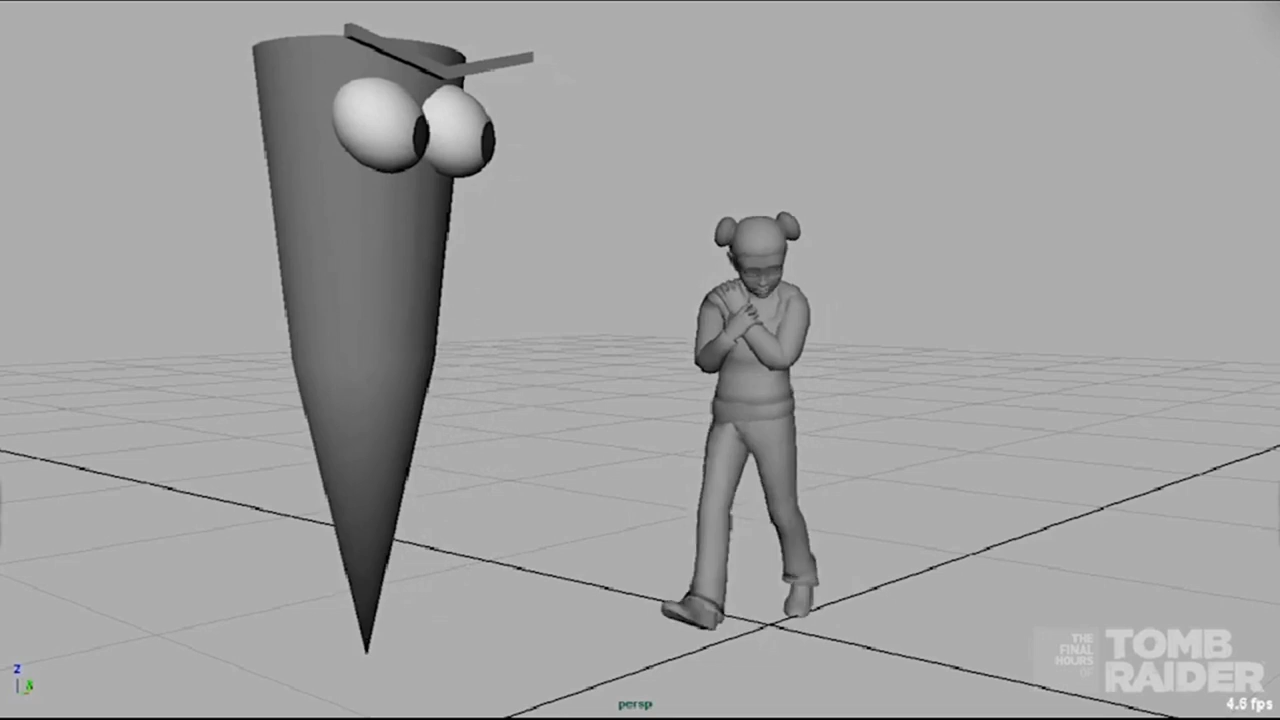 Z
THE
FINAL
HOURS
OF
TOMB
RAIDER
persp
4.6 fps